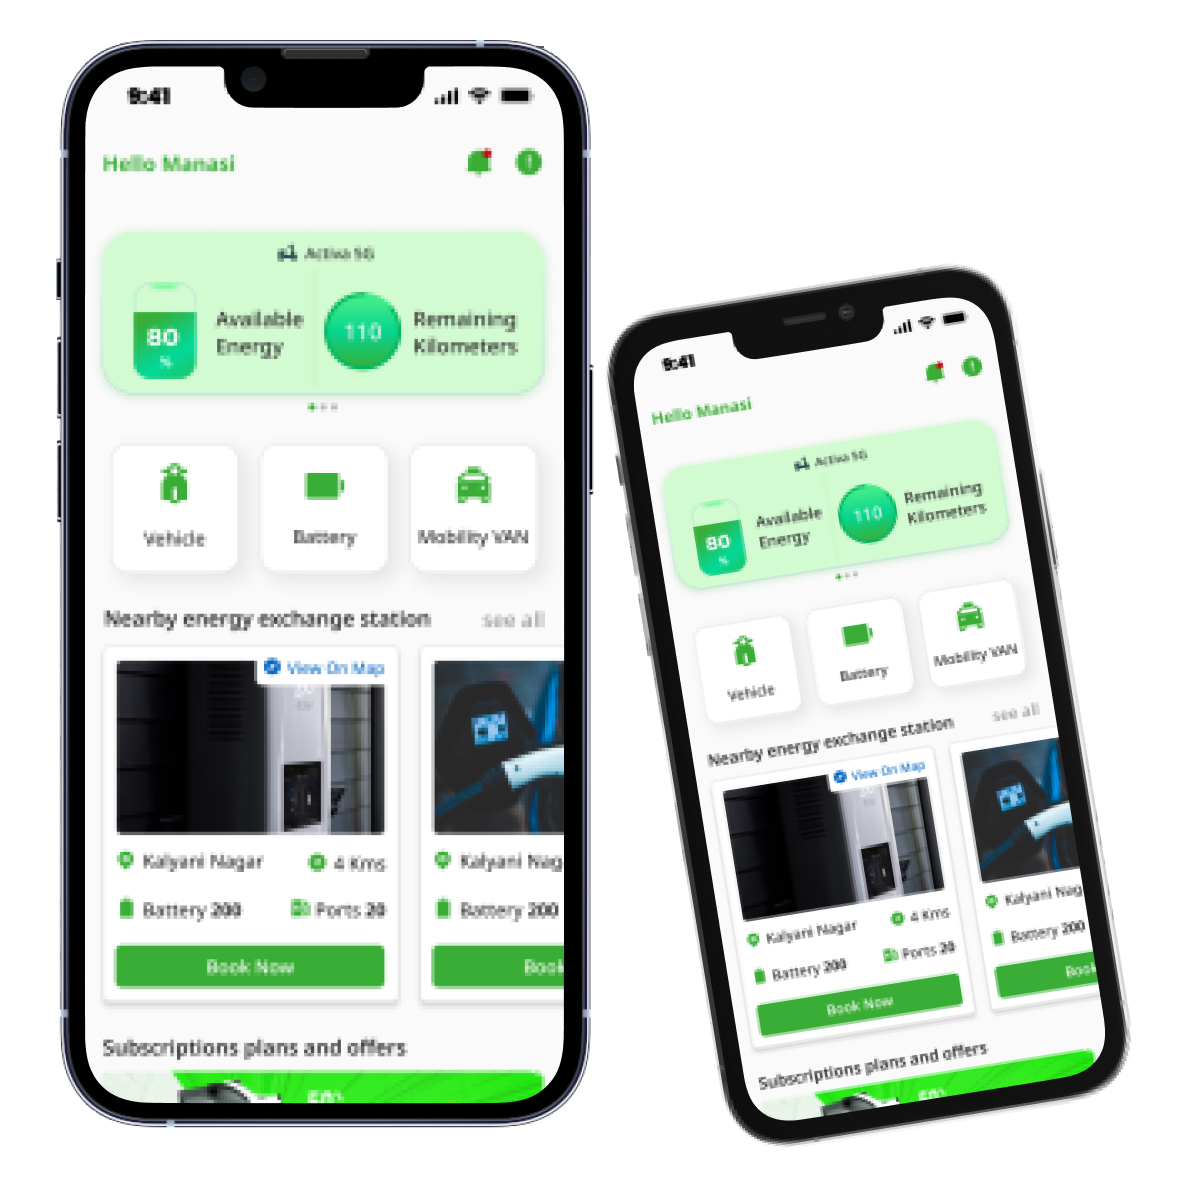 9:41
Hello Manasi
Activa 5G
80
%
Available
Energy
110
Remaining
Kilometers
Vehicle
Battery
Mobility VAN
Nearby energy exchange station
see all
View On Map
Kalyani Nagar
4 Kms
Battery 200
Ports 20
Book Now
Kalyani Nag
Battery 200
Book
Subscriptions plans and offers
50%
9:41
Hello Manasi
Activa 5G
80
%
Available
Energy
110
Remaining
Kilometers
Vehicle
Battery
Mobility VAN
Nearby energy exchange station
see all
View On Map
Kalyani Nagar
4 Kms
Battery 200
Ports 20
Book Now
Kalyani Nag
Battery 200
Book
Subscriptions plans and offers
50%